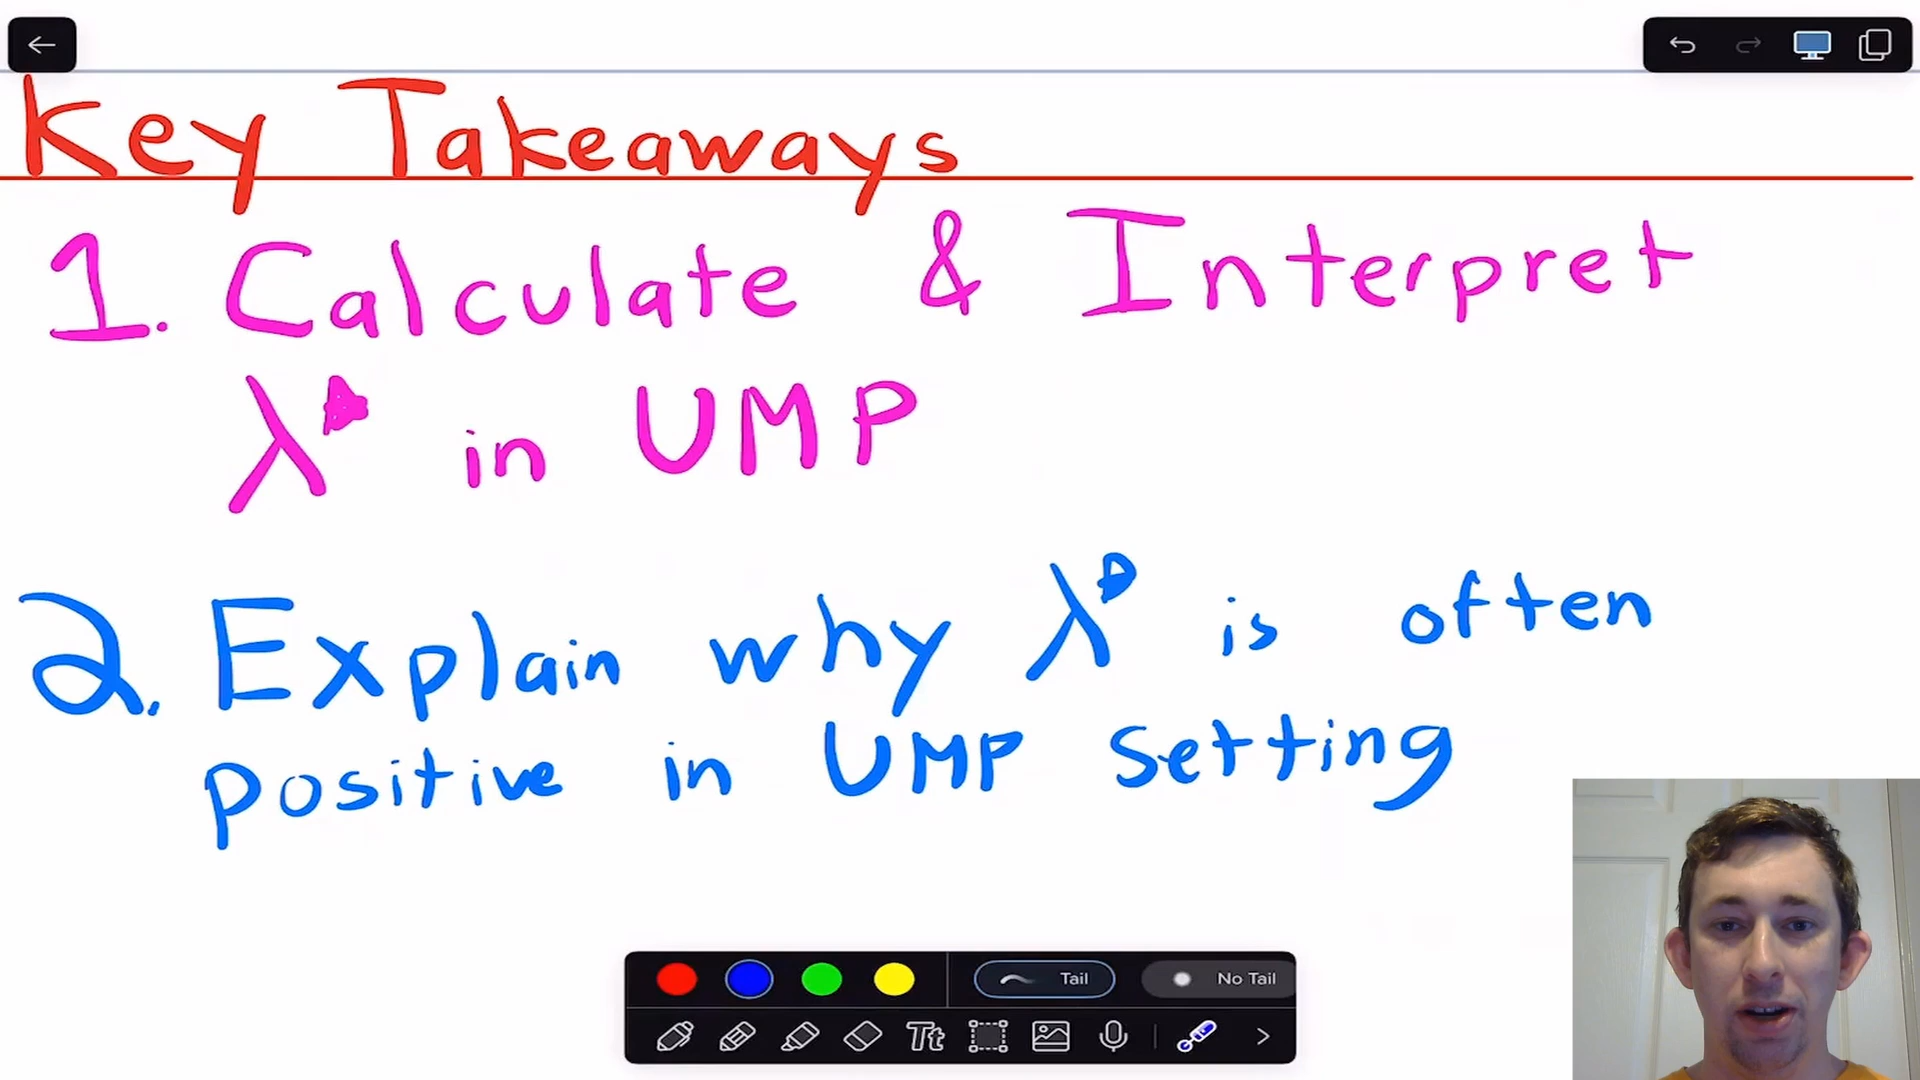 Key Takeaways
1. Calculate & Interpret
λ* in UMP
2. Explain why λ* is often
positive in UMP setting
Tail
No Tail
Tt